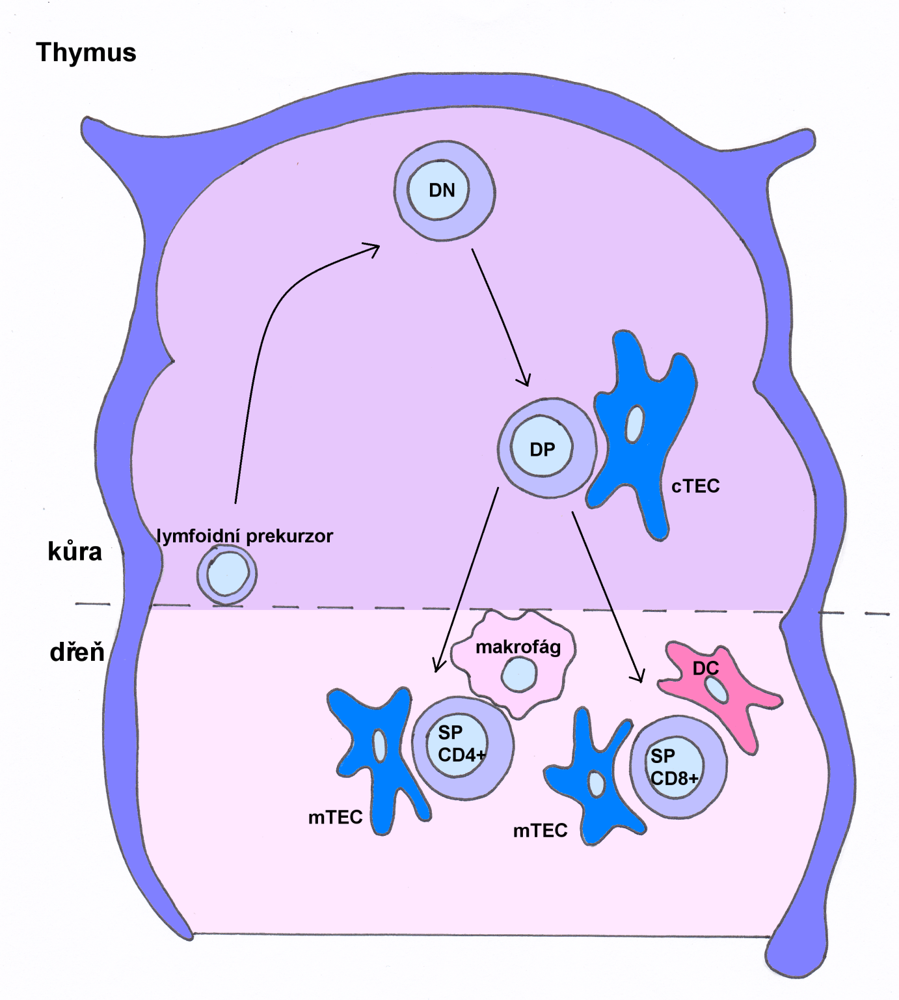 Thymus
DN
DP
cTEC
lymfoidní prekurzor
kůra
dřeň
makrofág
DC
SP
CD4+
SP
CD8+
mTEC
mTEC